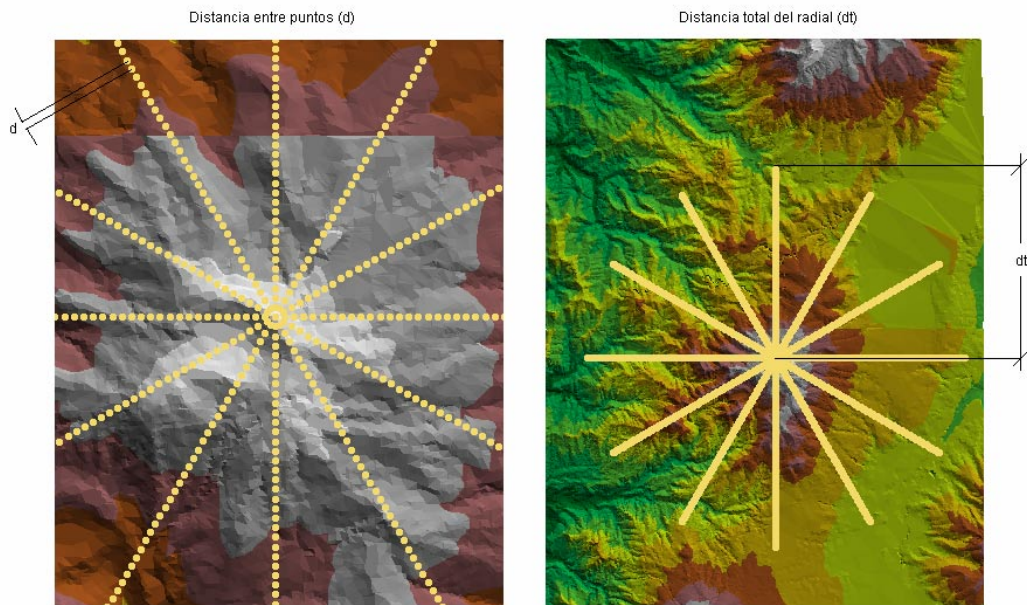 Distancia entre puntos (d)
Distancia total del radial (dt)
d
dt